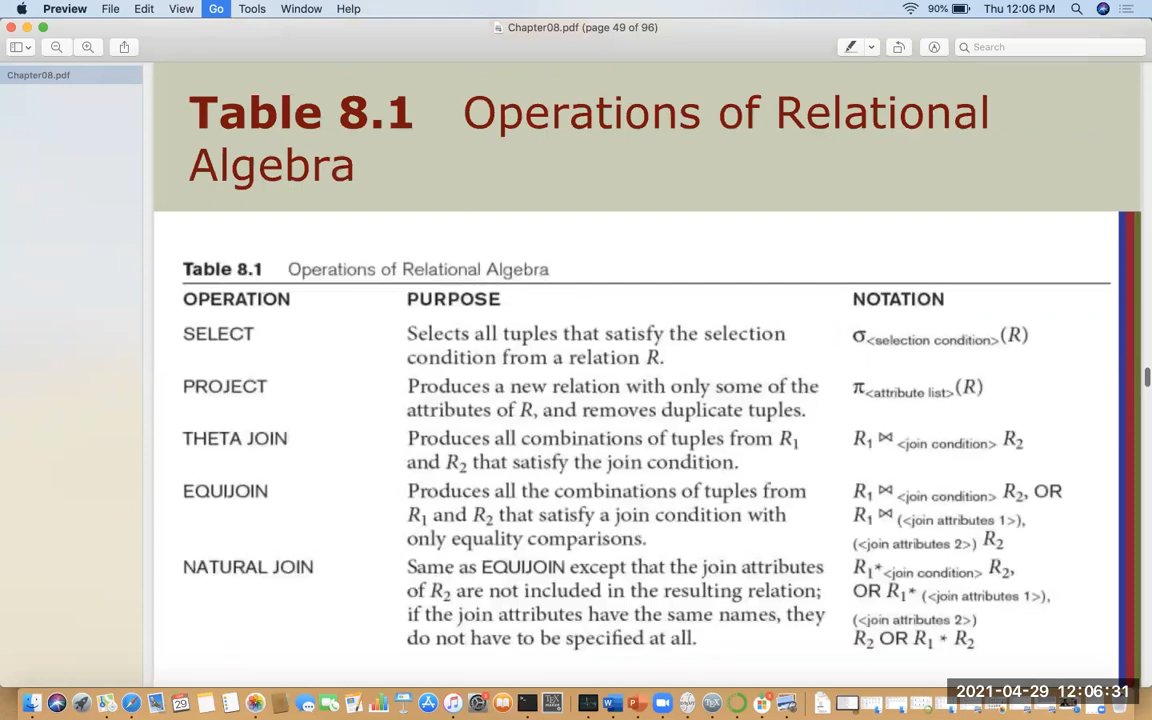 Preview File Edit View Go Tools Window Help 90% Thu 12:06 PM
Chapter08.pdf (page 49 of 96)
Search
Chapter08.pdf
Table 8.1 Operations of Relational
Algebra
Table 8.1 Operations of Relational Algebra
OPERATION PURPOSE NOTATION
SELECT Selects all tuples that satisfy the selection σ<selection condition>(R)
condition from a relation R.
PROJECT Produces a new relation with only some of the π<attribute list>(R)
attributes of R, and removes duplicate tuples.
THETA JOIN Produces all combinations of tuples from R1 R1 ⋈ <join condition> R2
and R2 that satisfy the join condition.
EQUIJOIN Produces all the combinations of tuples from R1 ⋈ <join condition> R2, OR
R1 and R2 that satisfy a join condition with R1 ⋈ (<join attributes 1>),
only equality comparisons. (<join attributes 2>) R2
NATURAL JOIN Same as EQUIJOIN except that the join attributes R1*<join condition> R2,
of R2 are not included in the resulting relation; OR R1* (<join attributes 1>),
if the join attributes have the same names, they (<join attributes 2>)
do not have to be specified at all. R2 OR R1 * R2
2021-04-29 12:06:31